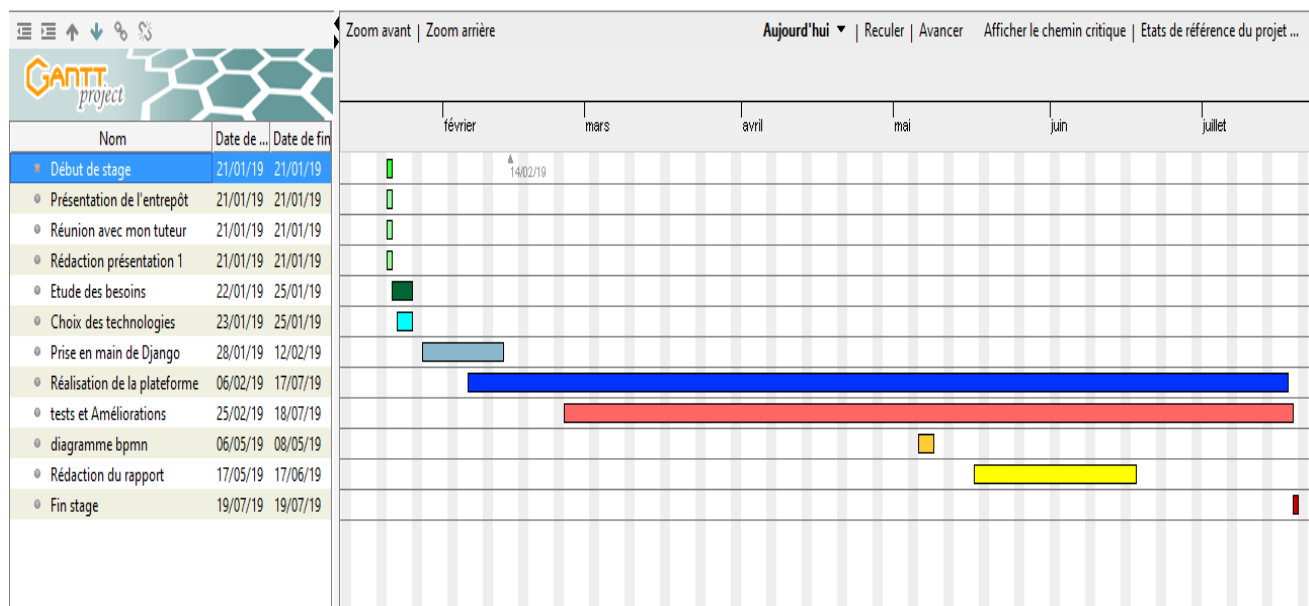 Zoom avant | Zoom arrière Aujourd'hui ▼ | Reculer | Avancer Afficher le chemin critique | Etats de référence du projet ...
GANTT
project
février mars avril mai juin juillet
Nom Date de ... Date de fin
Début de stage 21/01/19 21/01/19 14/02/19
Présentation de l'entrepôt 21/01/19 21/01/19
Réunion avec mon tuteur 21/01/19 21/01/19
Rédaction présentation 1 21/01/19 21/01/19
Etude des besoins 22/01/19 25/01/19
Choix des technologies 23/01/19 25/01/19
Prise en main de Django 28/01/19 12/02/19
Réalisation de la plateforme 06/02/19 17/07/19
tests et Améliorations 25/02/19 18/07/19
diagramme bpmn 06/05/19 08/05/19
Rédaction du rapport 17/05/19 17/06/19
Fin stage 19/07/19 19/07/19